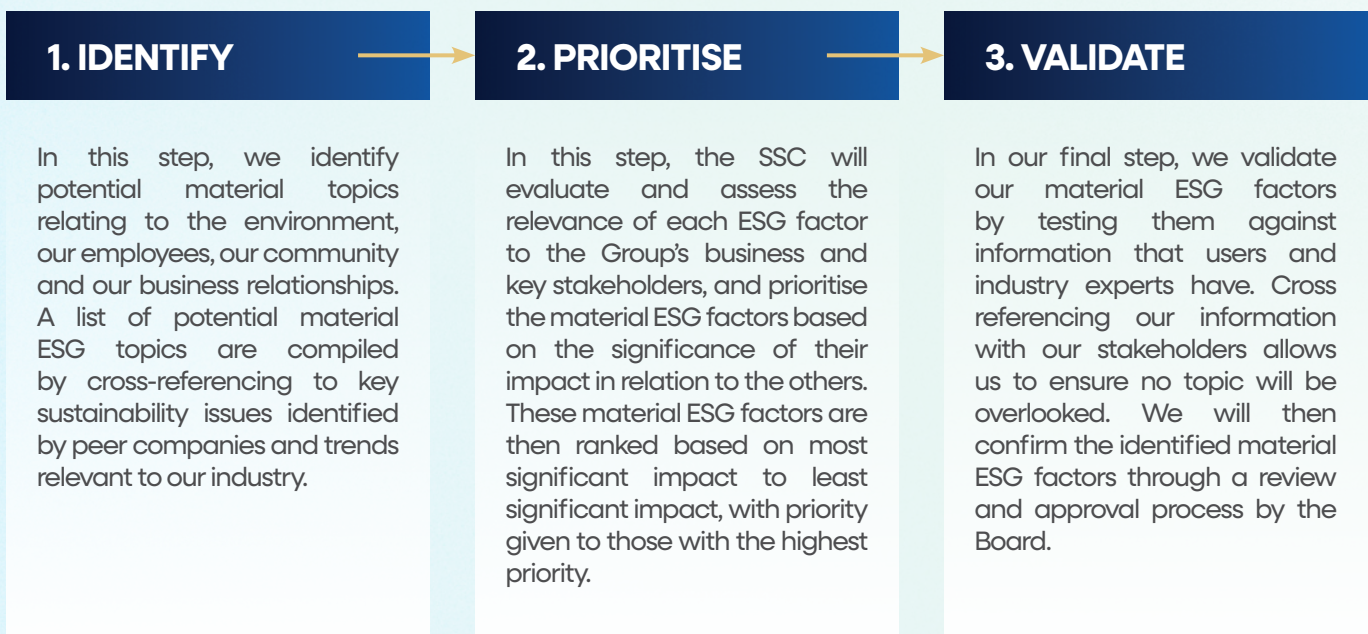 1. IDENTIFY
In this step, we identify
potential material topics
relating to the environment,
our employees, our community
and our business relationships.
A list of potential material
ESG topics are compiled
by cross-referencing to key
sustainability issues identified
by peer companies and trends
relevant to our industry.
2. PRIORITISE
In this step, the SSC will
evaluate and assess the
relevance of each ESG factor
to the Group's business and
key stakeholders, and prioritise
the material ESG factors based
on the significance of their
impact in relation to the others.
These material ESG factors are
then ranked based on most
significant impact to least
significant impact, with priority
given to those with the highest
priority.
3. VALIDATE
In our final step, we validate
our material ESG factors
by testing them against
information that users and
industry experts have. Cross
referencing our information
with our stakeholders allows
us to ensure no topic will be
overlooked. We will then
confirm the identified material
ESG factors through a review
and approval process by the
Board.